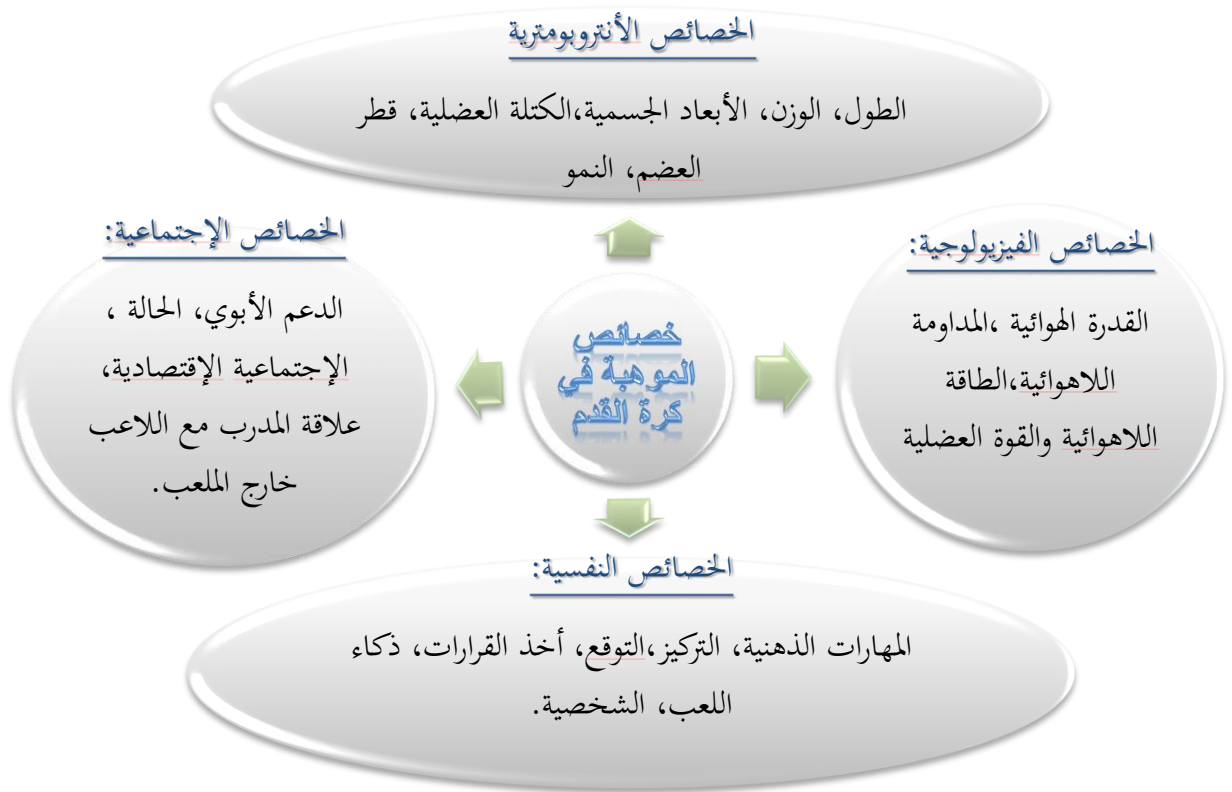 الخصائص الأنتروبومترية
الطول، الوزن، الأبعاد الجسمية،الكتلة العضلية، قطر
العضم، النمو
الخصائص الفيزيولوجية:
القدرة الهوائية ،المداومة
اللاهوائية،الطاقة
اللاهوائية والقوة العضلية
خصائص
الموهبة في
كرة القدم
الخصائص الإجتماعية:
الدعم الأبوي، الحالة ،
الإجتماعية الإقتصادية،
علاقة المدرب مع اللاعب
خارج الملعب.
الخصائص النفسية:
المهارات الذهنية، التركيز،التوقع، أخذ القرارات، ذكاء
اللعب، الشخصية.